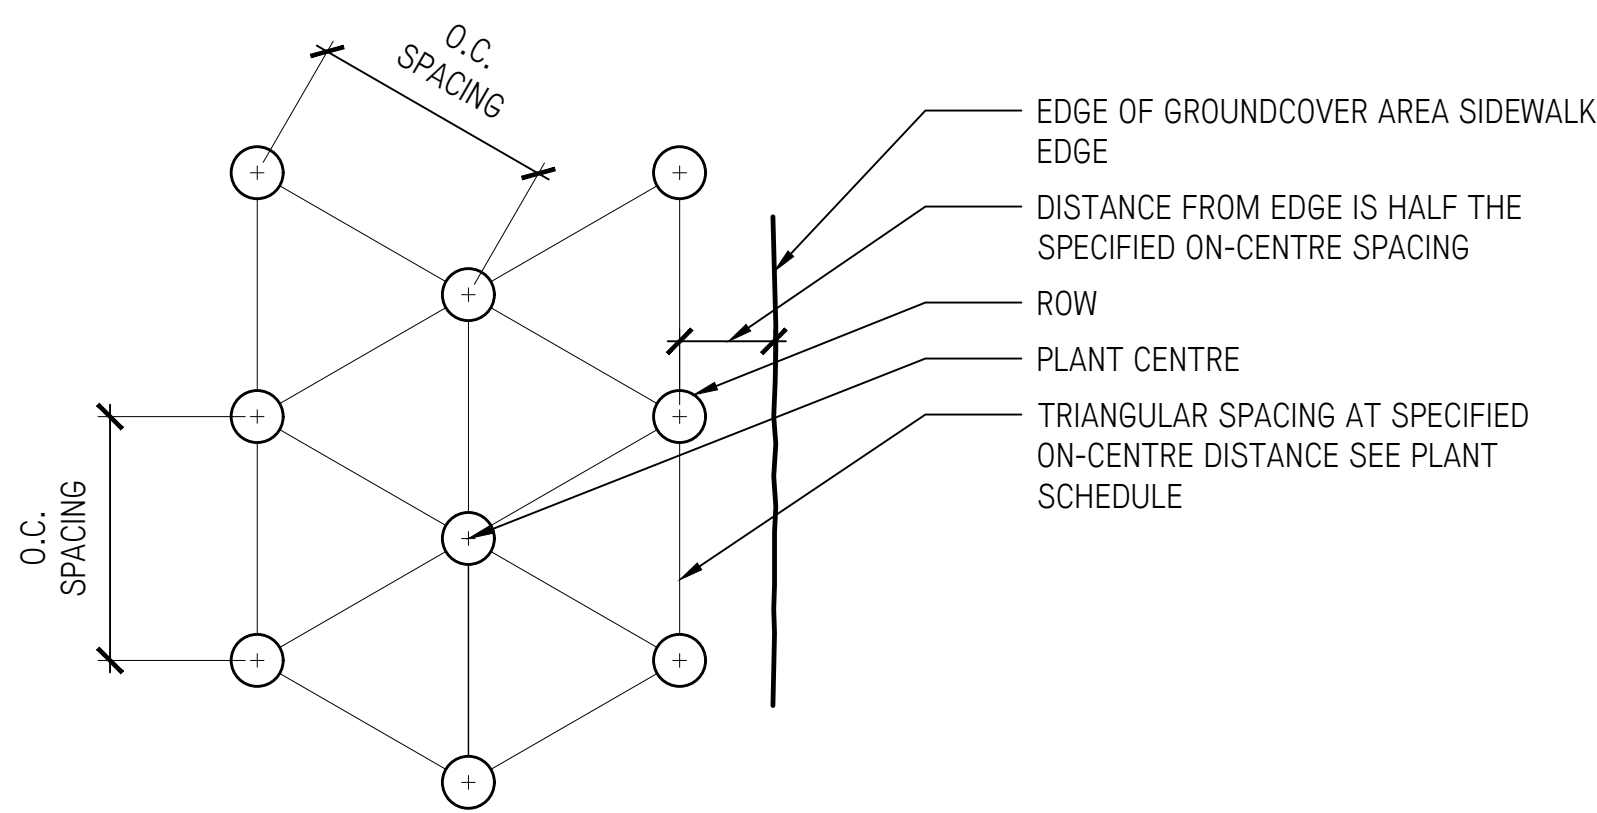 O.C.
SPACING
EDGE OF GROUNDCOVER AREA SIDEWALK
EDGE
DISTANCE FROM EDGE IS HALF THE
SPECIFIED ON-CENTRE SPACING
ROW
PLANT CENTRE
TRIANGULAR SPACING AT SPECIFIED
ON-CENTRE DISTANCE SEE PLANT
SCHEDULE
O.C.
SPACING